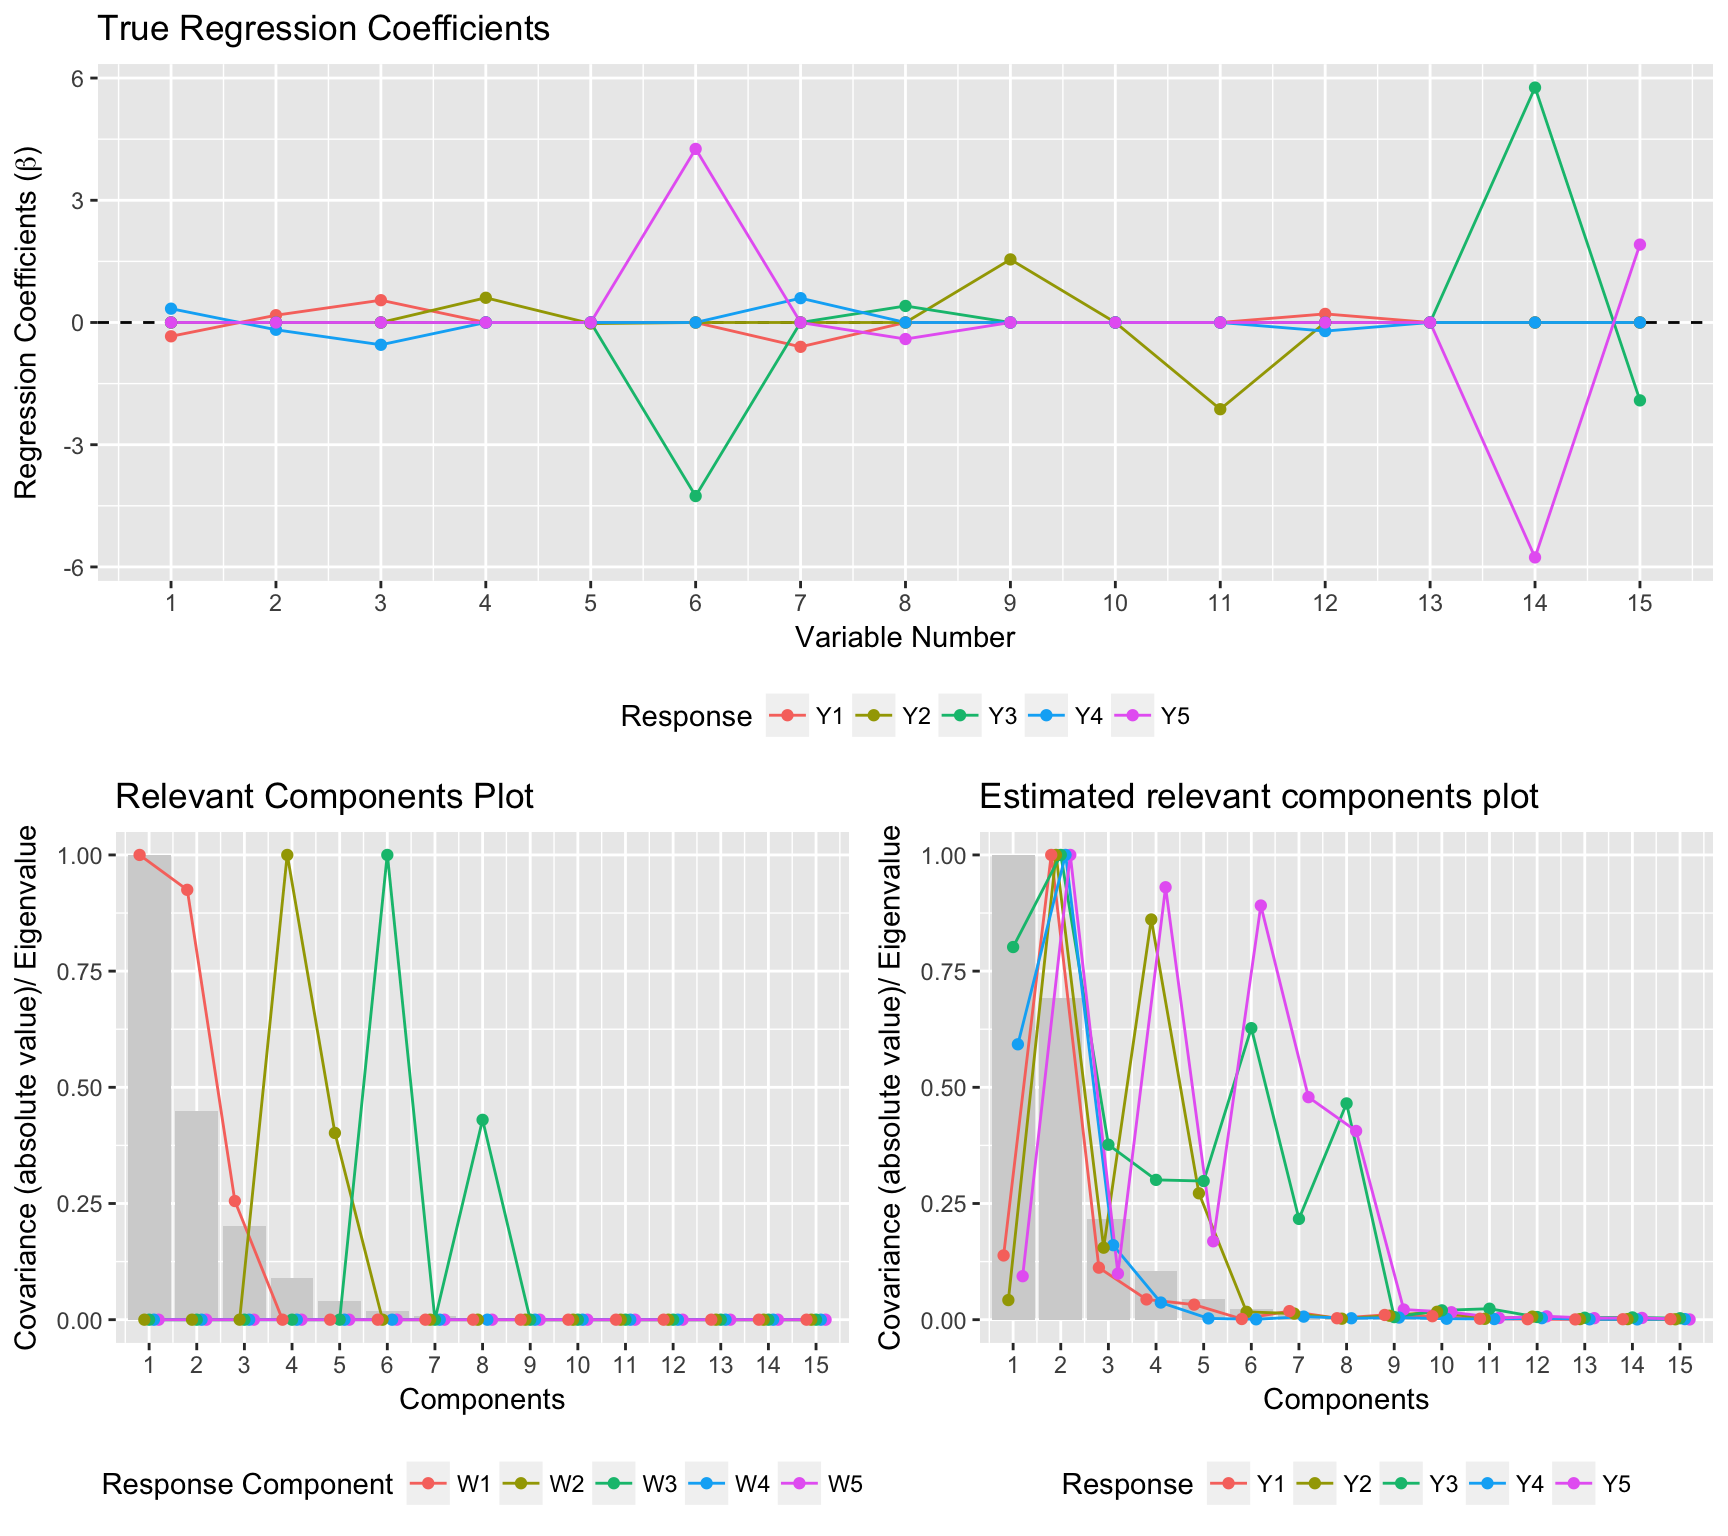 True Regression Coefficients
Regression Coefficients (β)
6
3
0
-3
-6
1 2 3 4 5 6 7 8 9 10 11 12 13 14 15
Variable Number
Response Y1 Y2 Y3 Y4 Y5
Relevant Components Plot
Covariance (absolute value)/ Eigenvalue
1.00
0.75
0.50
0.25
0.00
1 2 3 4 5 6 7 8 9 10 11 12 13 14 15
Components
Response Component W1 W2 W3 W4 W5
Estimated relevant components plot
Covariance (absolute value)/ Eigenvalue
1.00
0.75
0.50
0.25
0.00
1 2 3 4 5 6 7 8 9 10 11 12 13 14 15
Components
Response Y1 Y2 Y3 Y4 Y5